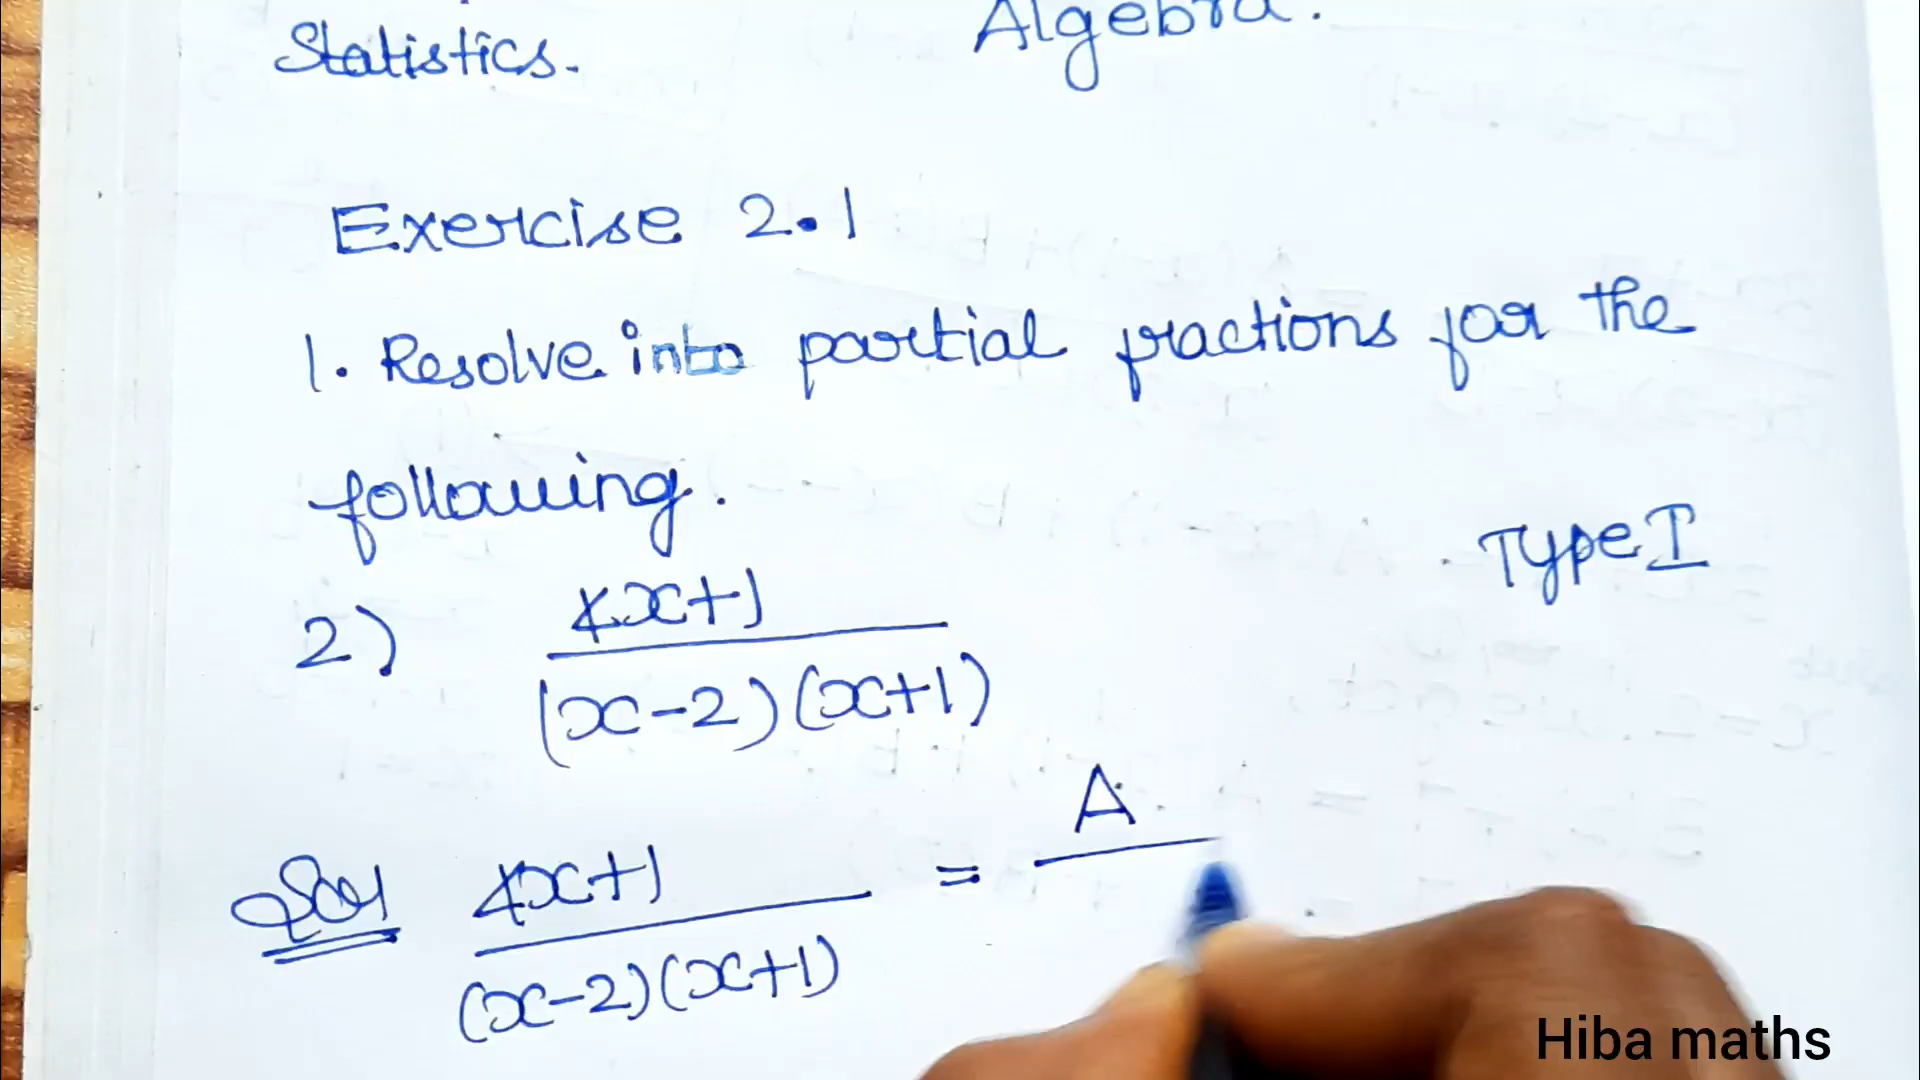 Statistics. Algebra.
Exercise 2.1
1. Resolve into partial fractions for the
following.
Type I
2) 4x+1
(x-2)(x+1)
Sol 4x+1 = A
(x-2)(x+1)
Hiba maths